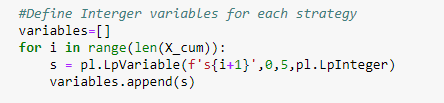 #Define Interger variables for each strategy
variables=[]
for i in range(len(X_cum)):
    s = pl.LpVariable(f's{i+1}',0,5,pl.LpInteger)
    variables.append(s)